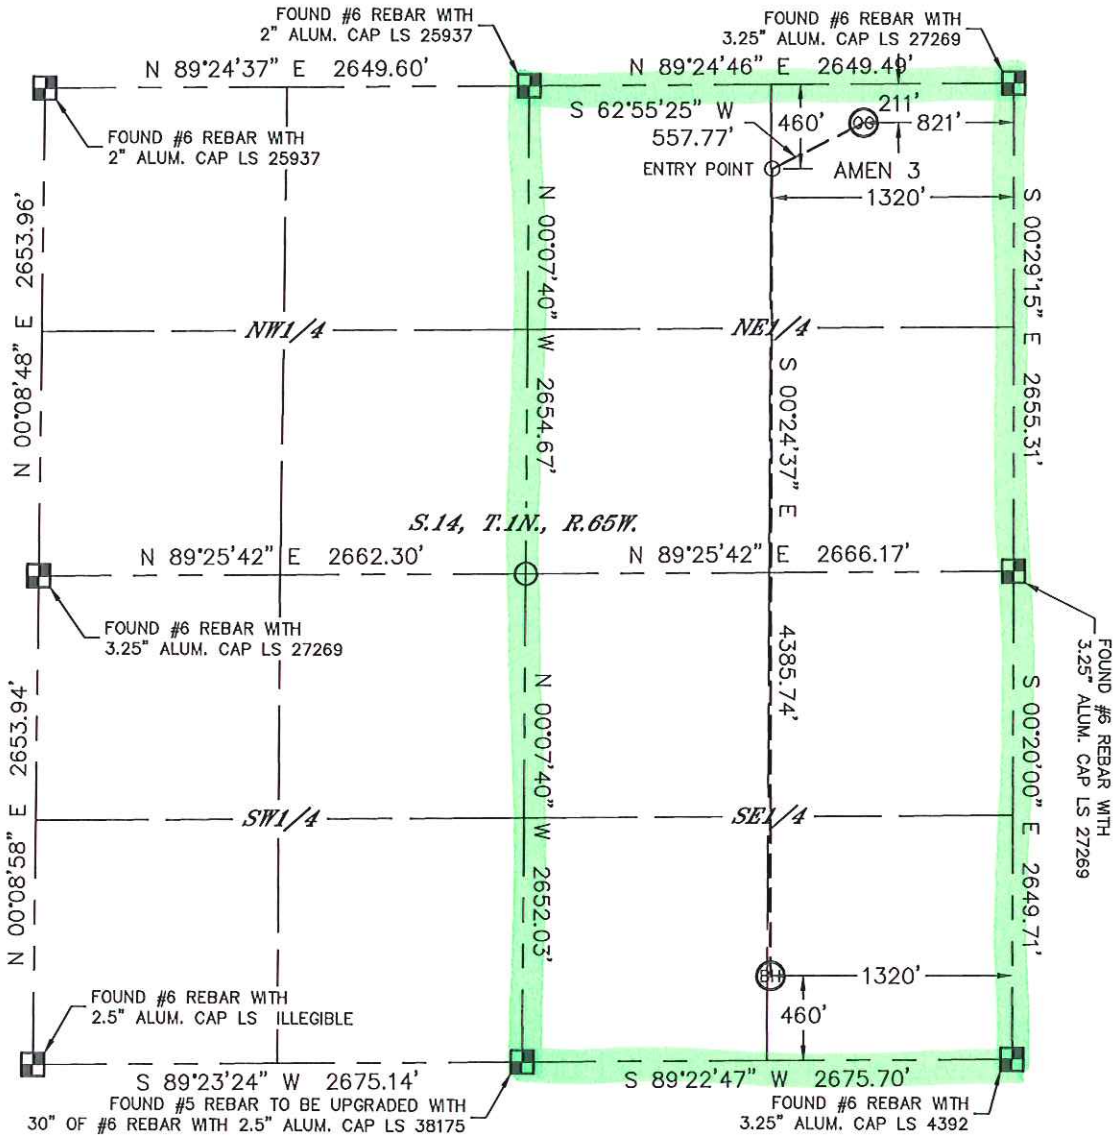 FOUND #6 REBAR WITH
2" ALUM. CAP LS 25937
FOUND #6 REBAR WITH
3.25" ALUM. CAP LS 27269
N 89°24'37" E 2649.60'
N 89°24'46" E 2649.49'
FOUND #6 REBAR WITH
2" ALUM. CAP LS 25937
S 62°55'25" W
557.77'
460'
211'
821'
ENTRY POINT
AMEN 3
1320'
N 00°08'48" E 2653.96'
N 00°07'40" W 2654.67'
S 00°29'15" E 2655.31'
NW1/4
NE1/4
S 00°24'37" E 4385.74'
S.14, T.1N., R.65W.
N 89°25'42" E 2662.30'
N 89°25'42" E 2666.17'
FOUND #6 REBAR WITH
3.25" ALUM. CAP LS 27269
FOUND #6 REBAR WITH
3.25" ALUM. CAP LS 27269
N 00°08'58" E 2653.94'
N 00°07'40" W 2652.03'
S 00°20'00" E 2649.71'
SW1/4
SE1/4
BH
1320'
460'
FOUND #6 REBAR WITH
2.5" ALUM. CAP LS ILLEGIBLE
S 89°23'24" W 2675.14'
S 89°22'47" W 2675.70'
FOUND #5 REBAR TO BE UPGRADED WITH
30" OF #6 REBAR WITH 2.5" ALUM. CAP LS 38175
FOUND #6 REBAR WITH
3.25" ALUM. CAP LS 4392